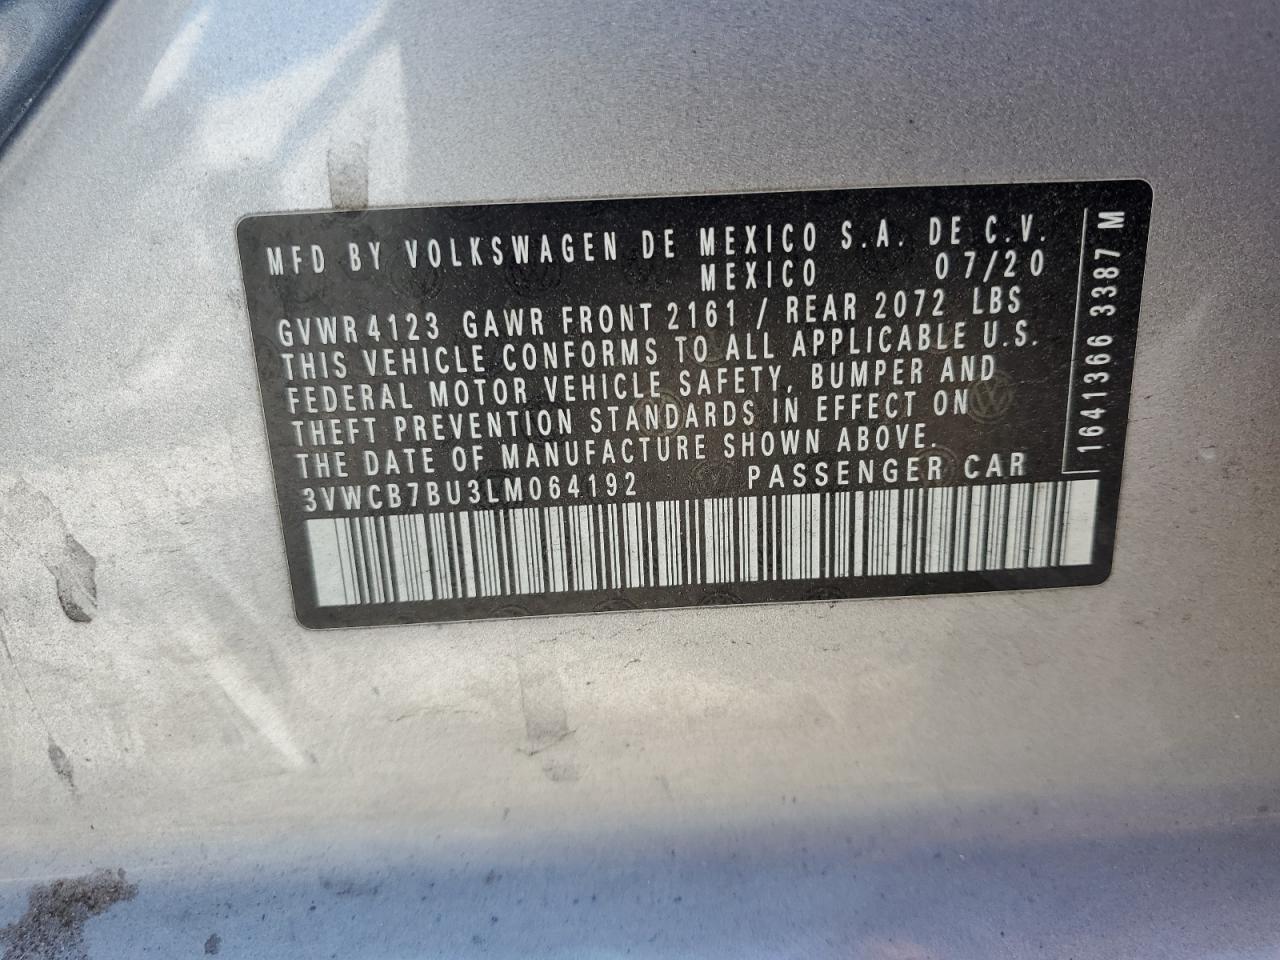 MFD BY VOLKSWAGEN DE MEXICO S.A. DE C.V.
MEXICO 07/20
GVWR 4123 GAWR FRONT 2161 / REAR 2072 LBS
THIS VEHICLE CONFORMS TO ALL APPLICABLE U.S.
FEDERAL MOTOR VEHICLE SAFETY, BUMPER AND
THEFT PREVENTION STANDARDS IN EFFECT ON
THE DATE OF MANUFACTURE SHOWN ABOVE.
3VWCB7BU3LM064192 PASSENGER CAR
1641366 3387 M